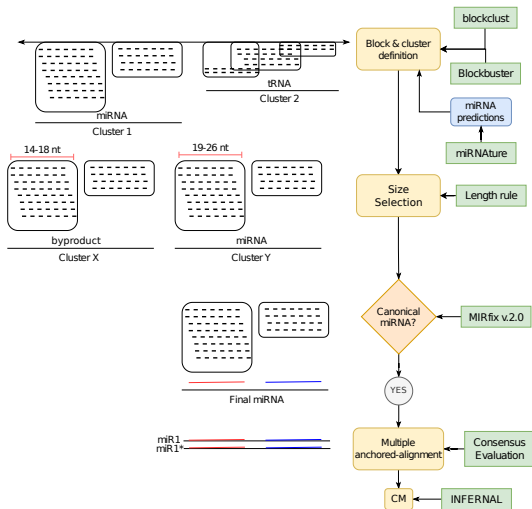 blockclust
Block & cluster
definition
Blockbuster
tRNA
Cluster 2
miRNA
Cluster 1
miRNA
predictions
miRNAture
14-18 nt
19-26 nt
Size
Selection
Length rule
byproduct
Cluster X
miRNA
Cluster Y
Canonical
miRNA?
MIRfix v.2.0
YES
Final miRNA
miR1
miR1*
Multiple
anchored-alignment
Consensus
Evaluation
CM
INFERNAL